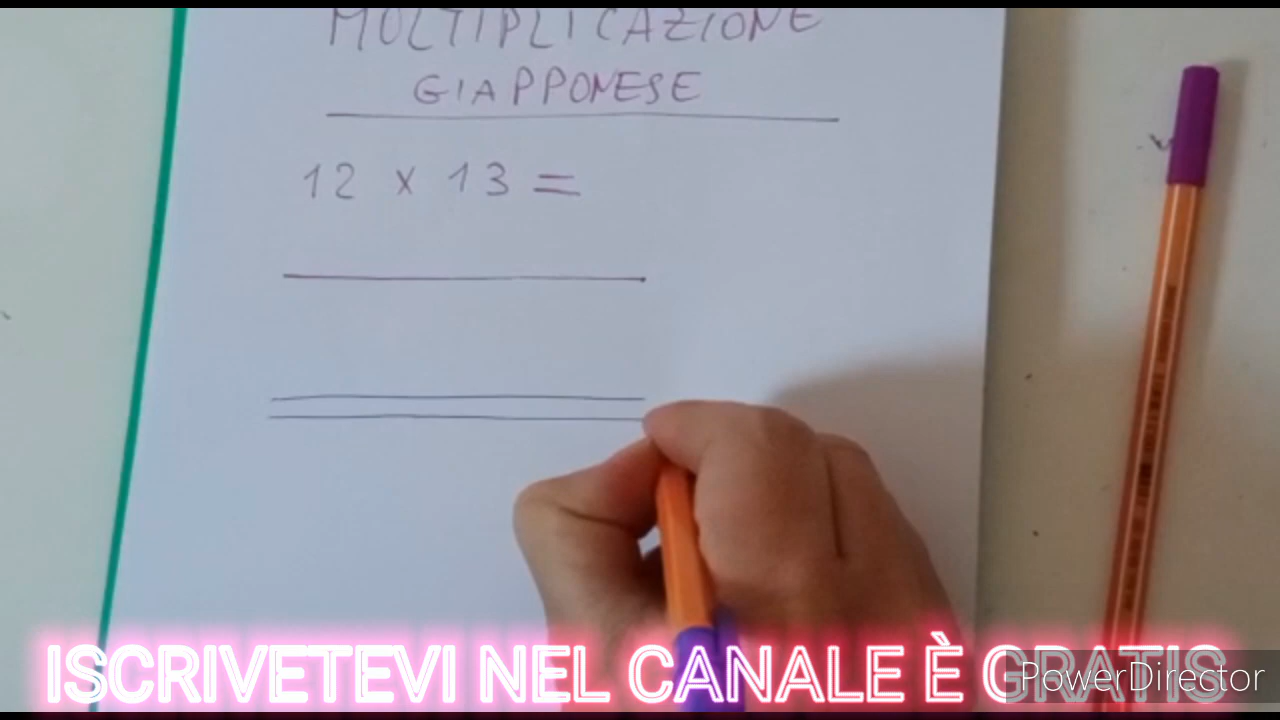 MOLTIPLICAZIONE
GIAPPONESE
12 x 13 =
ISCRIVETEVI NEL CANALE È GRATIS
PowerDirector